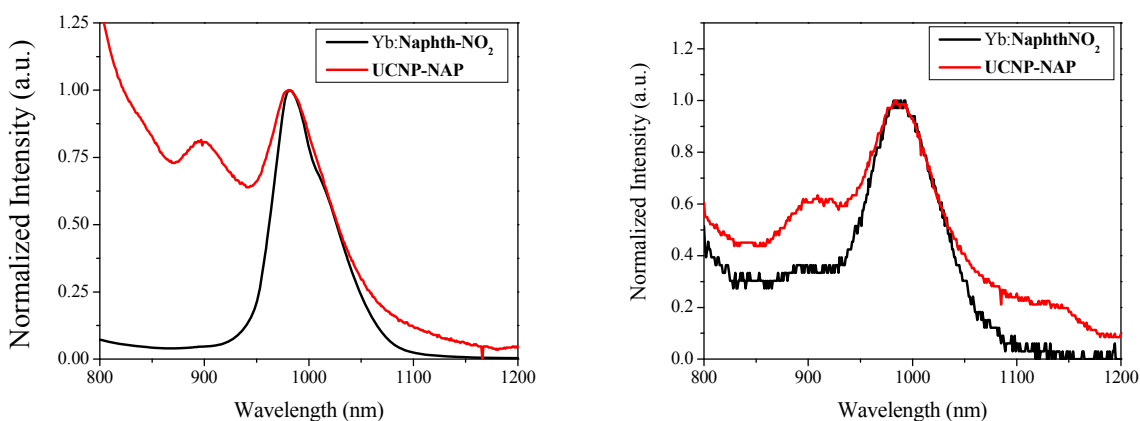 Normalized Intensity (a.u.)
1.25
1.00
0.75
0.50
0.25
0.00
Yb:Naphth-NO₂
UCNP-NAP
800 900 1000 1100 1200
Wavelength (nm)
Normalized Intensity (a.u.)
1.2
1.0
0.8
0.6
0.4
0.2
0.0
Yb:NaphthNO₂
UCNP-NAP
800 900 1000 1100 1200
Wavelength (nm)